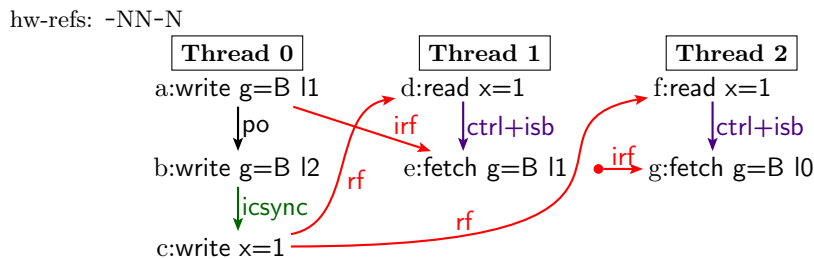 hw-refs: -NN-N
Thread 0 Thread 1 Thread 2
a:write g=B l1 d:read x=1 f:read x=1
po irf ctrl+isb ctrl+isb
b:write g=B l2 e:fetch g=B l1 irf g:fetch g=B l0
rf
icsync rf
c:write x=1